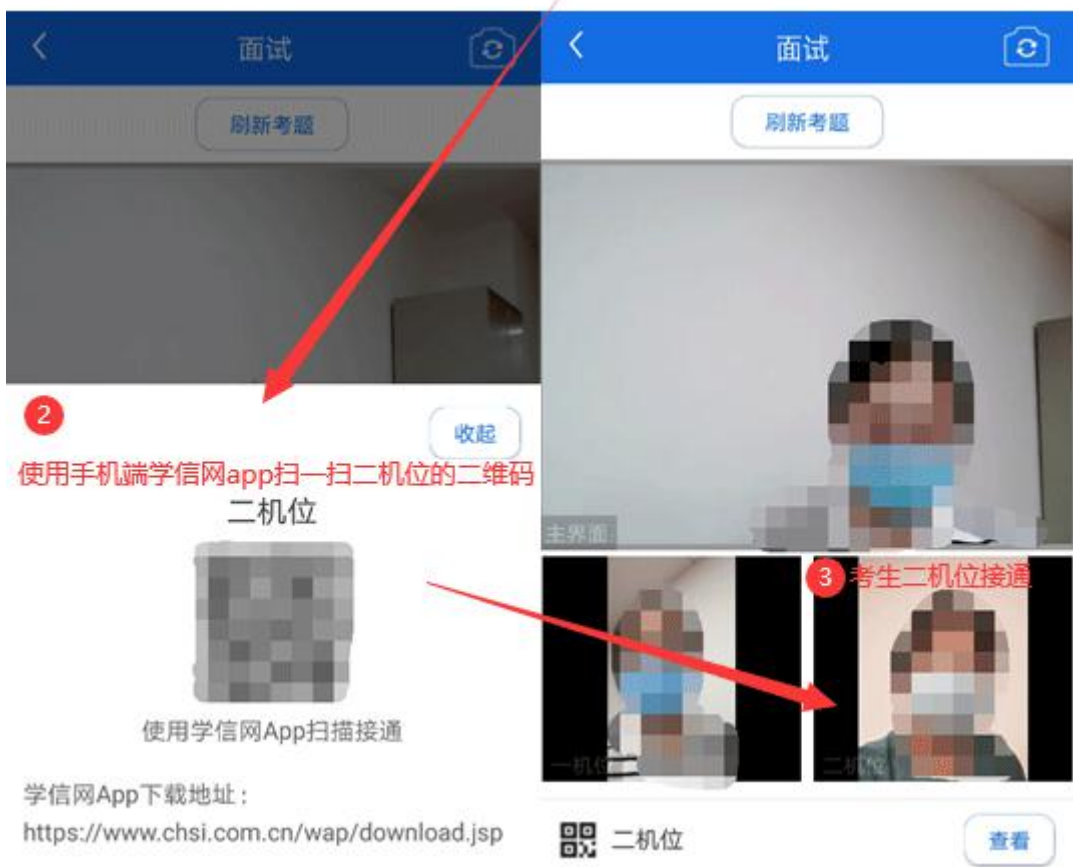 面试
刷新考题
2
收起
使用手机端学信网app扫一扫二机位的二维码
二机位
使用学信网App扫描接通
学信网App下载地址：
https://www.chsi.com.cn/wap/download.jsp
面试
刷新考题
主界面
3 考生二机位接通
一机位
二机位
二机位
查看